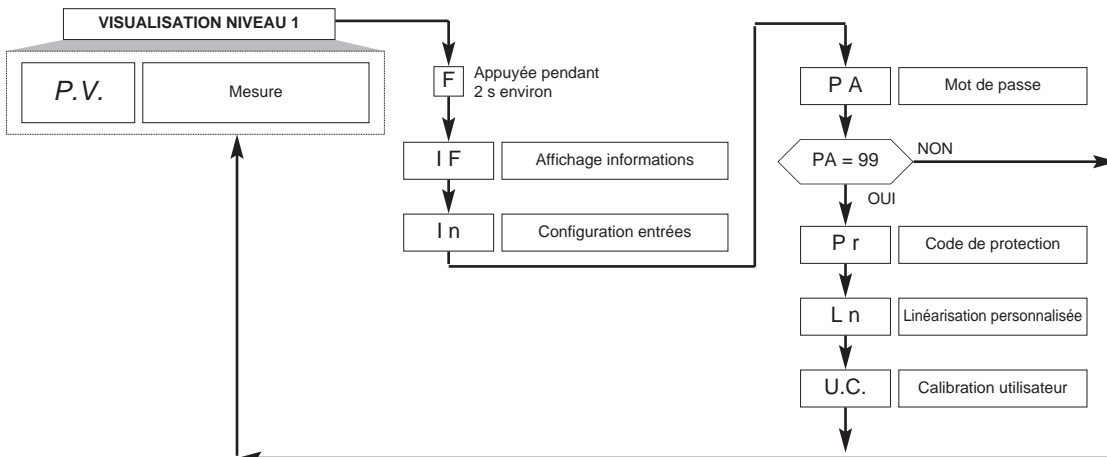 VISUALISATION NIVEAU 1
P.V.
Mesure
F
Appuyée pendant
2 s environ
I F
Affichage informations
I n
Configuration entrées
P A
Mot de passe
PA = 99
NON
OUI
P r
Code de protection
L n
Linéarisation personnalisée
U.C.
Calibration utilisateur